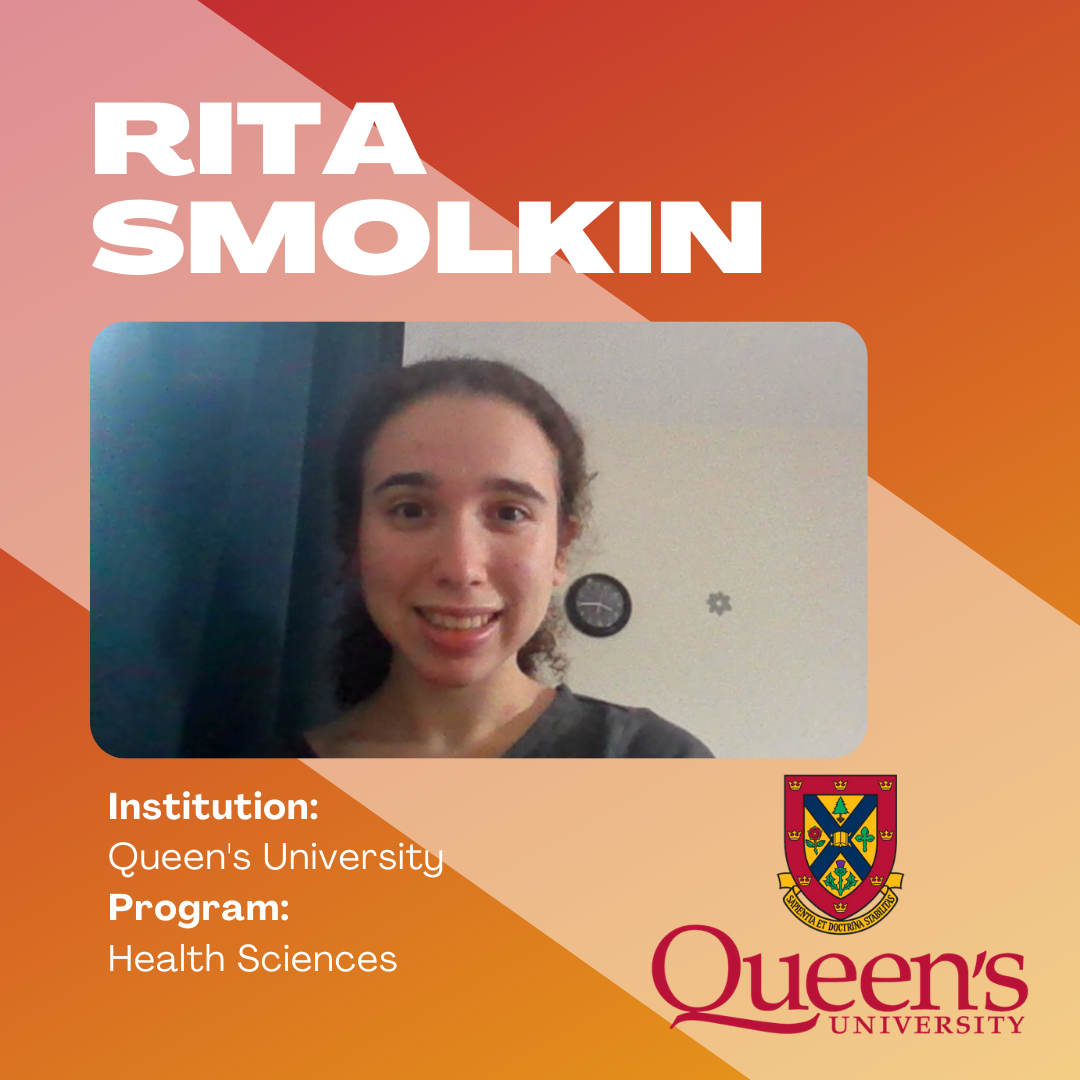 RITA
SMOLKIN
Institution:
Queen's University
Program:
Health Sciences
SAPIENTIA ET DOCTRINA STABILITAS
Queen's
UNIVERSITY